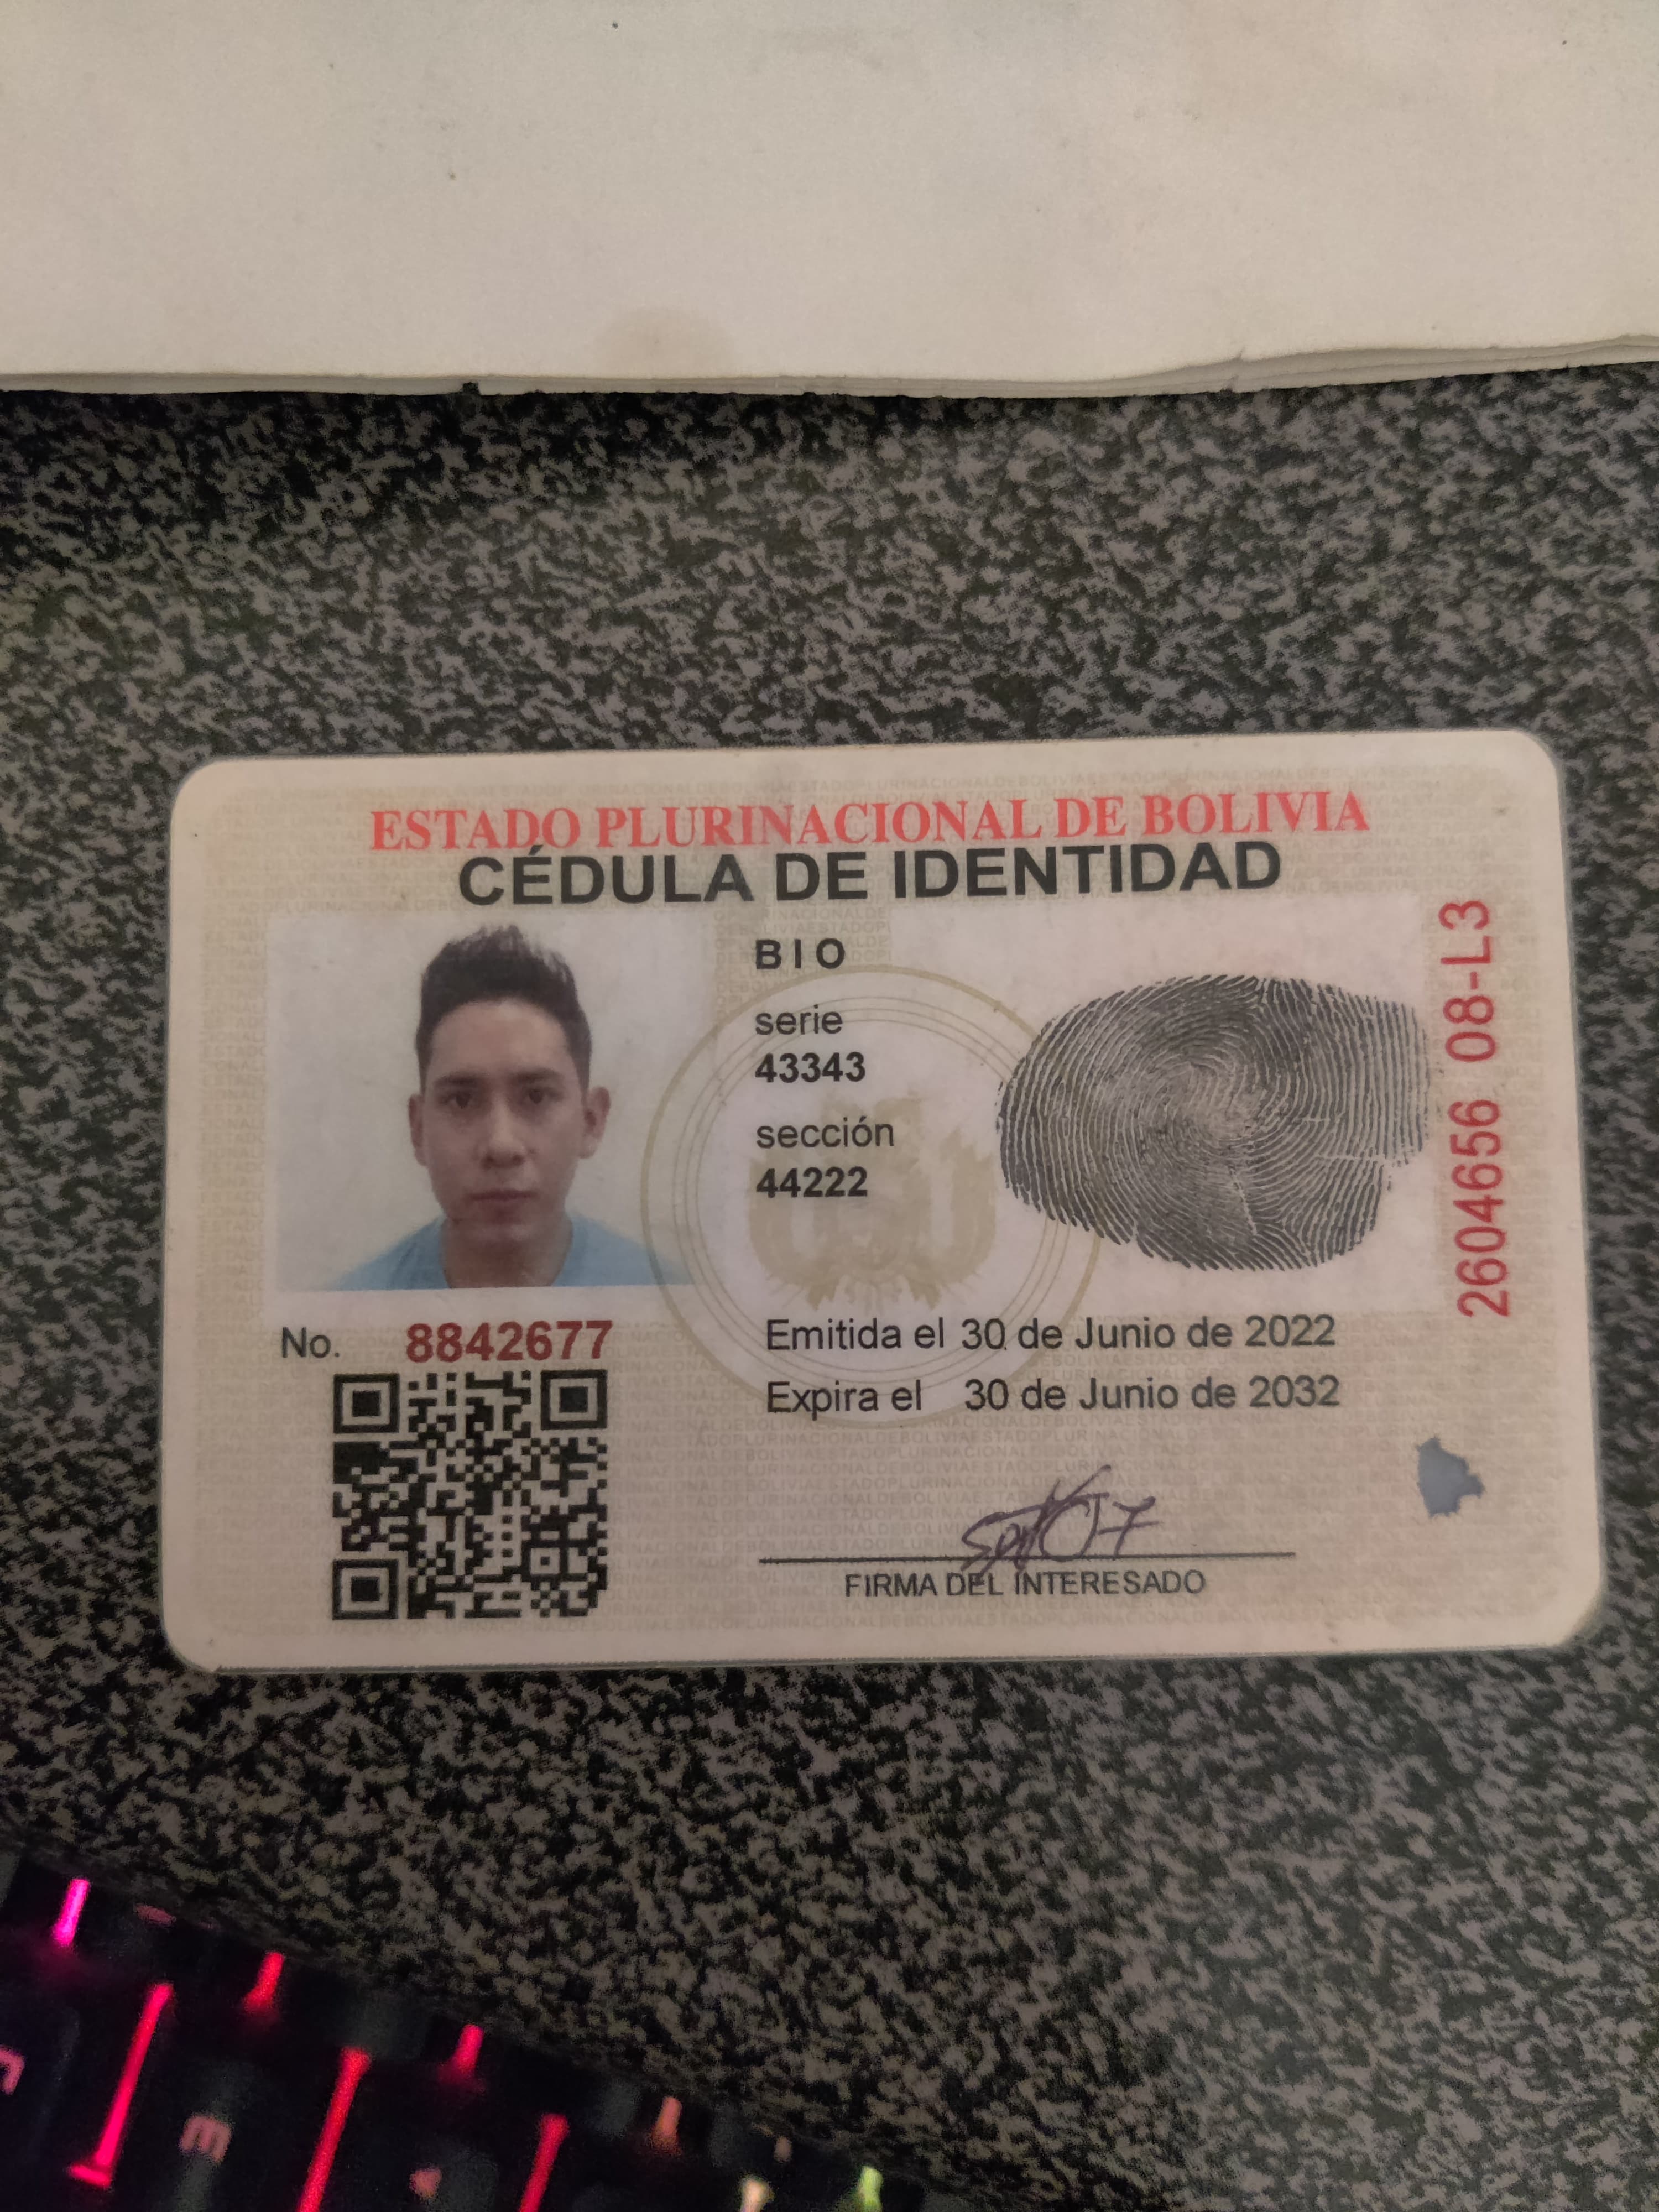 ESTADO PLURINACIONAL DE BOLIVIA
CÉDULA DE IDENTIDAD
BIO
serie
43343
sección
44222
2604656 08-L3
No. 8842677
Emitida el 30 de Junio de 2022
Expira el 30 de Junio de 2032
FIRMA DEL INTERESADO
m